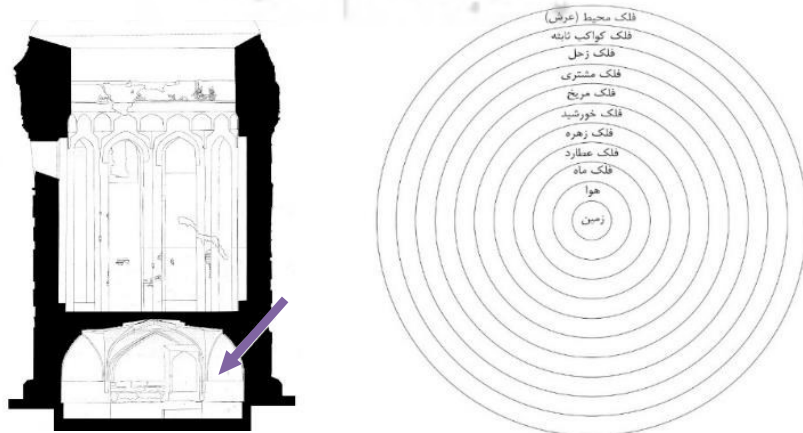 فلک محیط (عرش)
فلک کواکب ثابته
فلک زحل
فلک مشتری
فلک مریخ
فلک خورشید
فلک زهره
فلک عطارد
فلک ماه
هوا
زمین